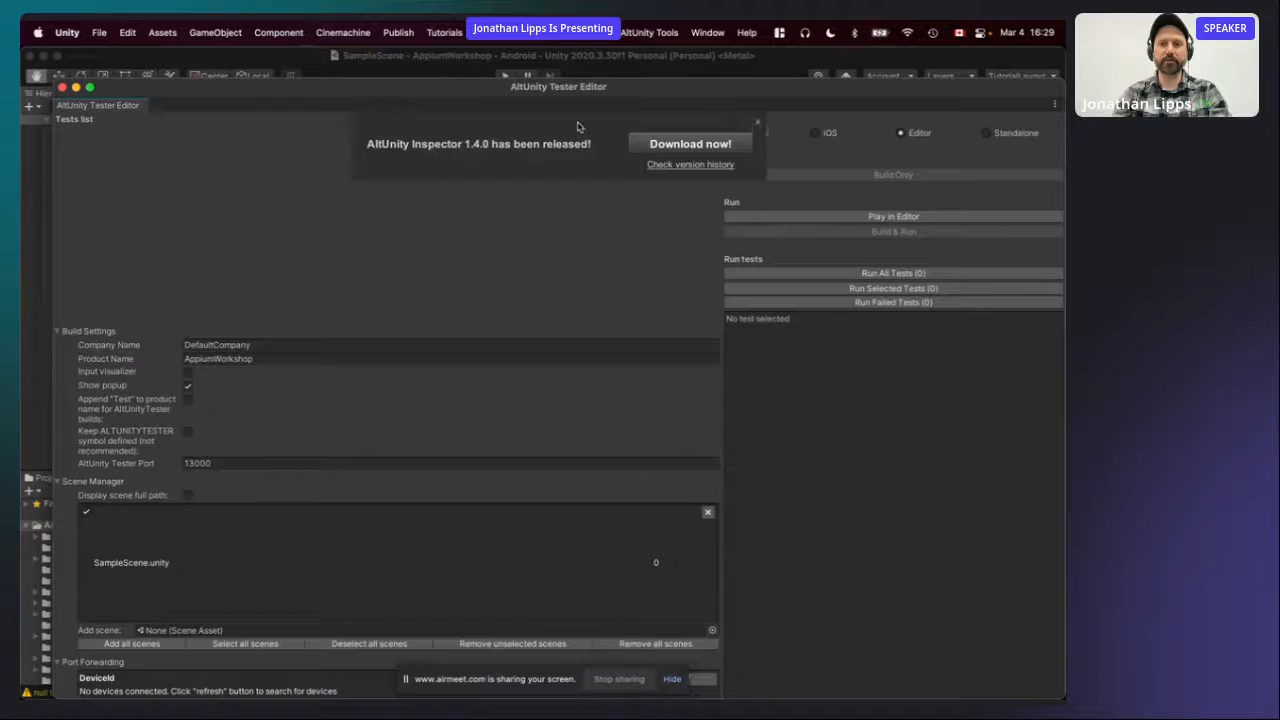 Jonathan Lipps Is Presenting
SPEAKER
Unity File Edit Assets GameObject Component Cinemachine Publish Tutorials AltUnity Tools Window Help Mar 4 16:29
SampleScene - AppiumWorkshop - Android - Unity 2020.3.30f1 Personal (Personal) <Metal>
Center Local Account Layers
AltUnity Tester Editor
Hier
AltUnity Tester Editor
Jonathan Lipps
Tests list
AltUnity Inspector 1.4.0 has been released!
Download now!
Check version history
iOS
Editor
Standalone
Build Only
Run
Play in Editor
Build & Run
Run tests
Run All Tests (0)
Run Selected Tests (0)
Run Failed Tests (0)
No test selected
Build Settings
Company Name DefaultCompany
Product Name AppiumWorkshop
Input visualizer
Show popup
Append "Test" to product
name for AltUnityTester
builds:
Keep ALTUNITYTESTER
symbol defined (not
recommended):
AltUnity Tester Port 13000
Scene Manager
Display scene full path:
SampleScene.unity 0
Add scene: None (Scene Asset)
Add all scenes Select all scenes Deselect all scenes Remove unselected scenes Remove all scenes
Port Forwarding
DeviceId
No devices connected. Click "refresh" button to search for devices
www.airmeet.com is sharing your screen.
Stop sharing
Hide